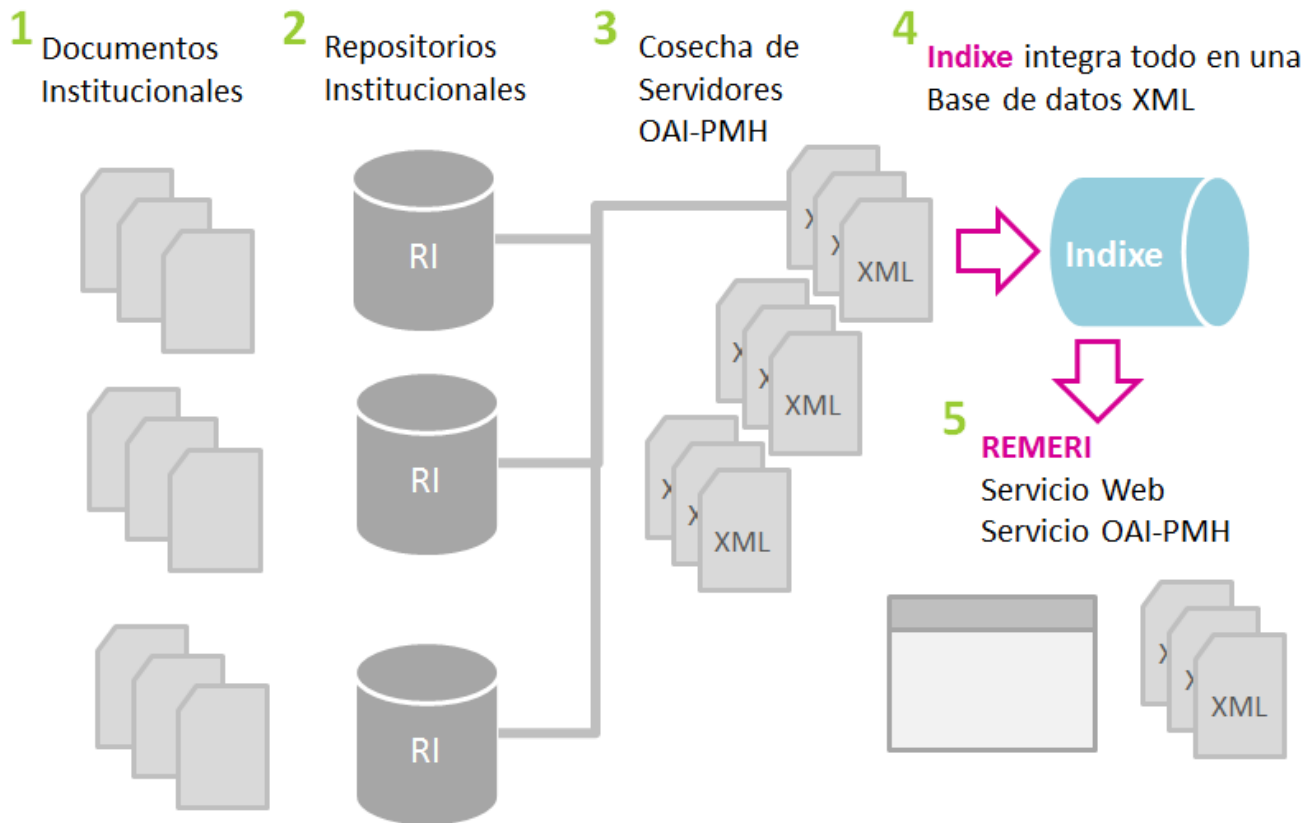 1 Documentos
Institucionales
2 Repositorios
Institucionales
3 Cosecha de
Servidores
OAI-PMH
4 Indixe integra todo en una
Base de datos XML
RI
RI
RI
X
X
XML
X
X
XML
X
X
XML
Indixe
5 REMERI
Servicio Web
Servicio OAI-PMH
X
X
XML